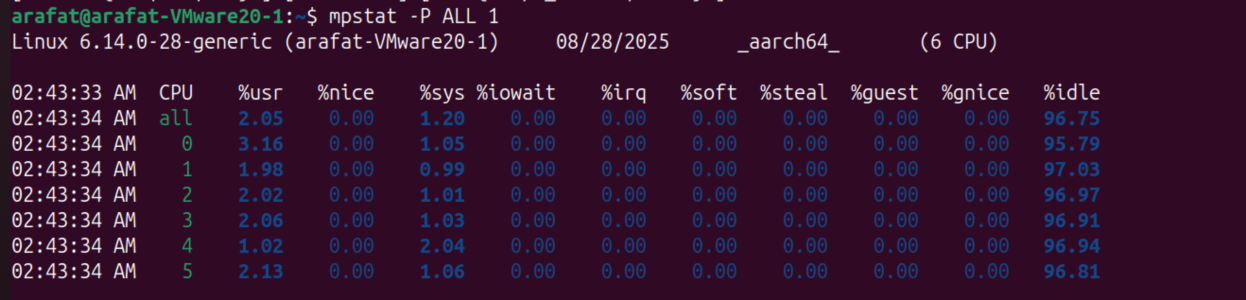 arafat@arafat-VMware20-1:~$ mpstat -P ALL 1
Linux 6.14.0-28-generic (arafat-VMware20-1) 08/28/2025 _aarch64_ (6 CPU)
02:43:33 AM CPU %usr %nice %sys %iowait %irq %soft %steal %guest %gnice %idle
02:43:34 AM all 2.05 0.00 1.20 0.00 0.00 0.00 0.00 0.00 0.00 96.75
02:43:34 AM 0 3.16 0.00 1.05 0.00 0.00 0.00 0.00 0.00 0.00 95.79
02:43:34 AM 1 1.98 0.00 0.99 0.00 0.00 0.00 0.00 0.00 0.00 97.03
02:43:34 AM 2 2.02 0.00 1.01 0.00 0.00 0.00 0.00 0.00 0.00 96.97
02:43:34 AM 3 2.06 0.00 1.03 0.00 0.00 0.00 0.00 0.00 0.00 96.91
02:43:34 AM 4 1.02 0.00 2.04 0.00 0.00 0.00 0.00 0.00 0.00 96.94
02:43:34 AM 5 2.13 0.00 1.06 0.00 0.00 0.00 0.00 0.00 0.00 96.81